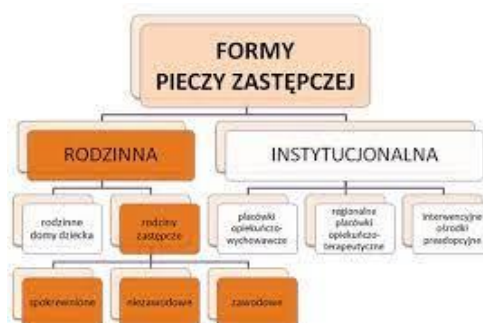 FORMY
PIECZY ZASTĘPCZEJ
RODZINNA
INSTYTUCJONALNA
rodzinne
domy dziecka
rodziny
zastępcze
placówki
opiekuńczo-
wychowawcze
regionalne
placówki
opiekuńczo-
terapeutyczne
interwencyjne
ośrodki
preadopcyjne
spokrewnione
niezawodowe
zawodowe